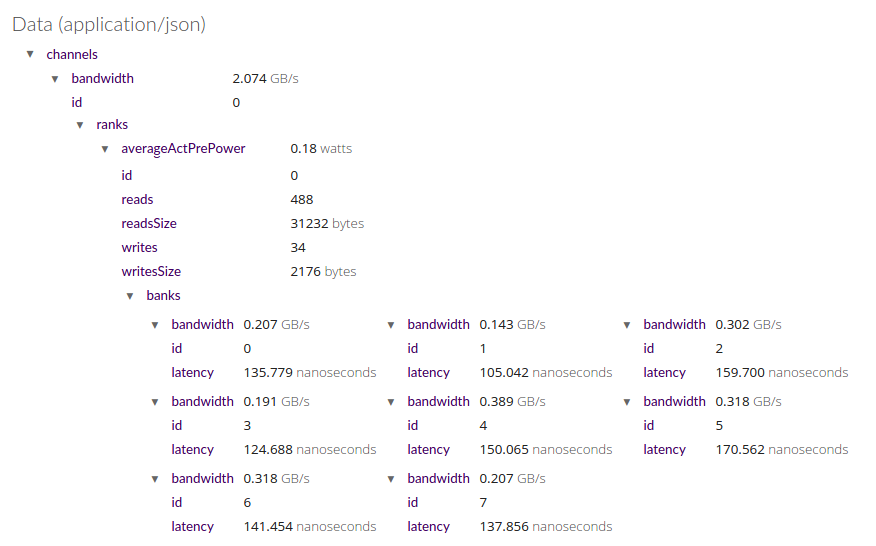 Data (application/json)
channels
bandwidth 2.074 GB/s
id 0
ranks
averageActPrePower 0.18 watts
id 0
reads 488
readsSize 31232 bytes
writes 34
writesSize 2176 bytes
banks
bandwidth 0.207 GB/s bandwidth 0.143 GB/s bandwidth 0.302 GB/s
id 0 id 1 id 2
latency 135.779 nanoseconds latency 105.042 nanoseconds latency 159.700 nanoseconds
bandwidth 0.191 GB/s bandwidth 0.389 GB/s bandwidth 0.318 GB/s
id 3 id 4 id 5
latency 124.688 nanoseconds latency 150.065 nanoseconds latency 170.562 nanoseconds
bandwidth 0.318 GB/s bandwidth 0.207 GB/s
id 6 id 7
latency 141.454 nanoseconds latency 137.856 nanoseconds